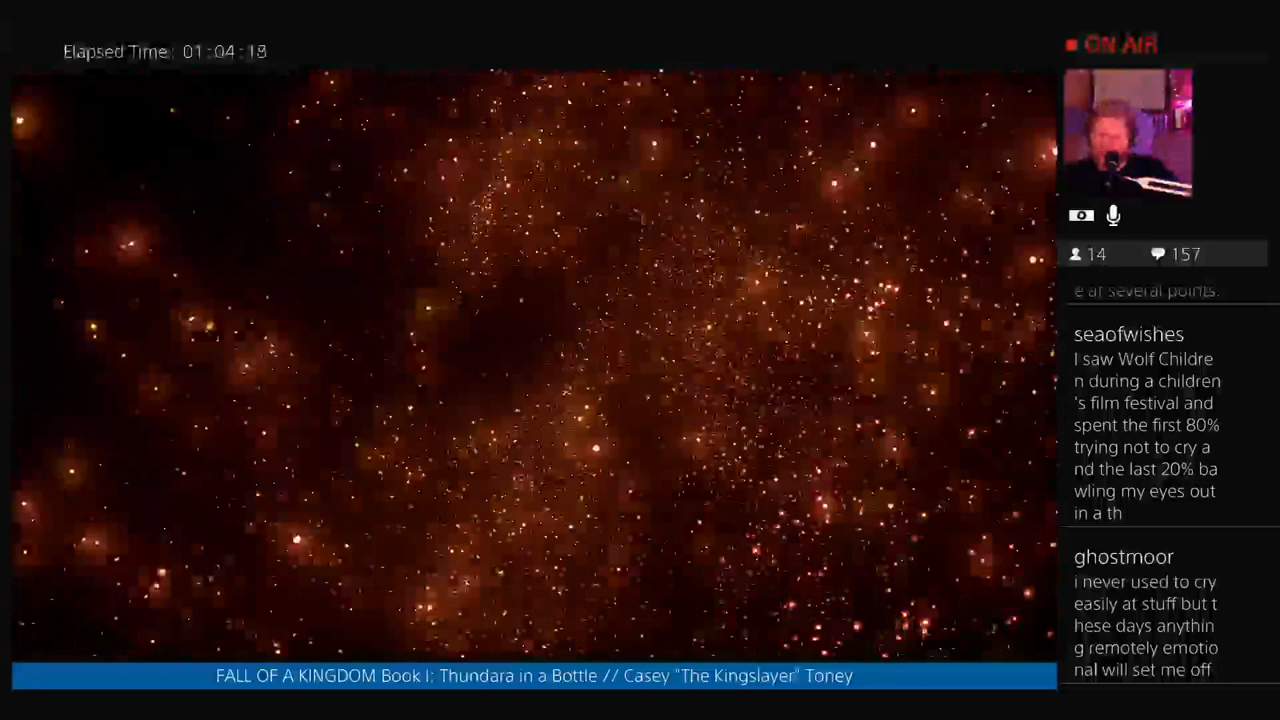 Elapsed Time: 01:04:18
ON AIR
14
157
e at several points.
seaofwishes
I saw Wolf Childre
n during a children
's film festival and
spent the first 80%
trying not to cry a
nd the last 20% ba
wling my eyes out
in a th
ghostmoor
i never used to cry
easily at stuff but t
hese days anythin
g remotely emotio
nal will set me off
FALL OF A KINGDOM Book I: Thundara in a Bottle // Casey "The Kingslayer" Toney